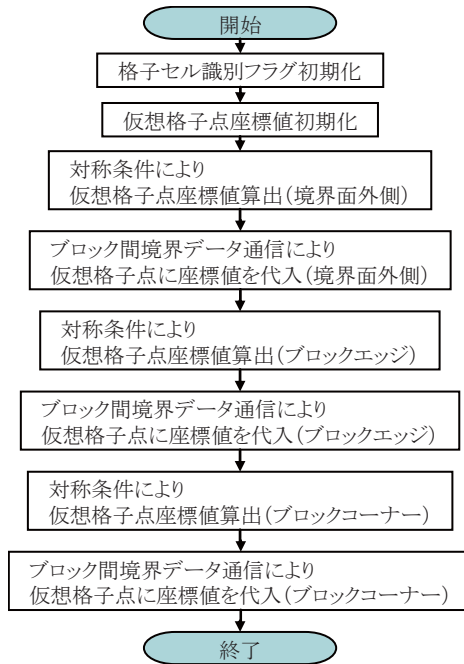 開始
格子セル識別フラグ初期化
仮想格子点座標値初期化
対称条件により
仮想格子点座標値算出(境界面外側)
ブロック間境界データ通信により
仮想格子点に座標値を代入(境界面外側)
対称条件により
仮想格子点座標値算出(ブロックエッジ)
ブロック間境界データ通信により
仮想格子点に座標値を代入(ブロックエッジ)
対称条件により
仮想格子点座標値算出(ブロックコーナー)
ブロック間境界データ通信により
仮想格子点に座標値を代入(ブロックコーナー)
終了